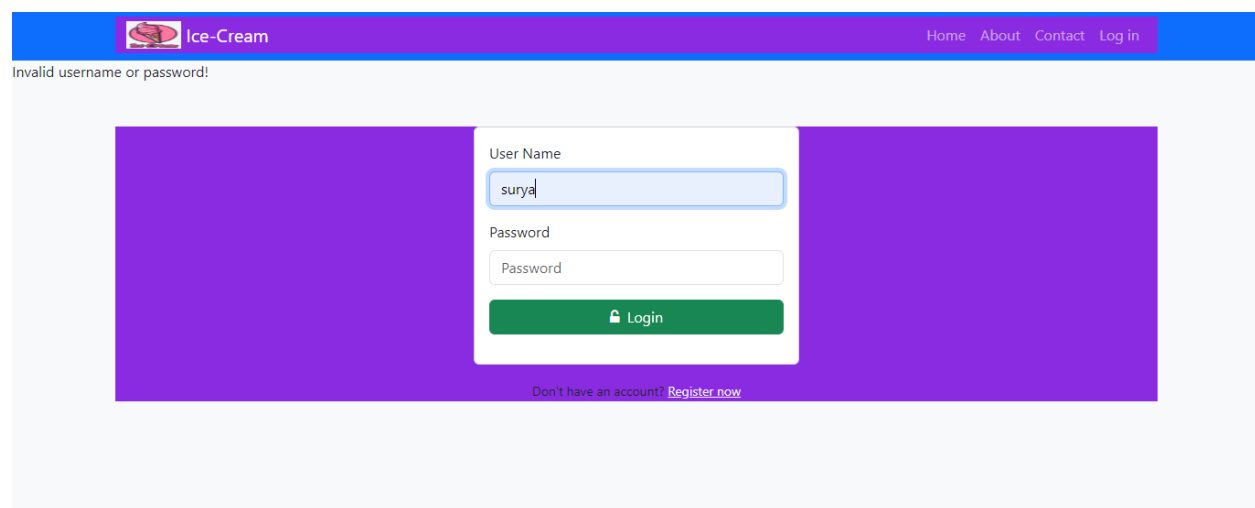 Ice-Cream Home About Contact Log in
Invalid username or password!
User Name
surya
Password
Password
Login
Don't have an account? Register now